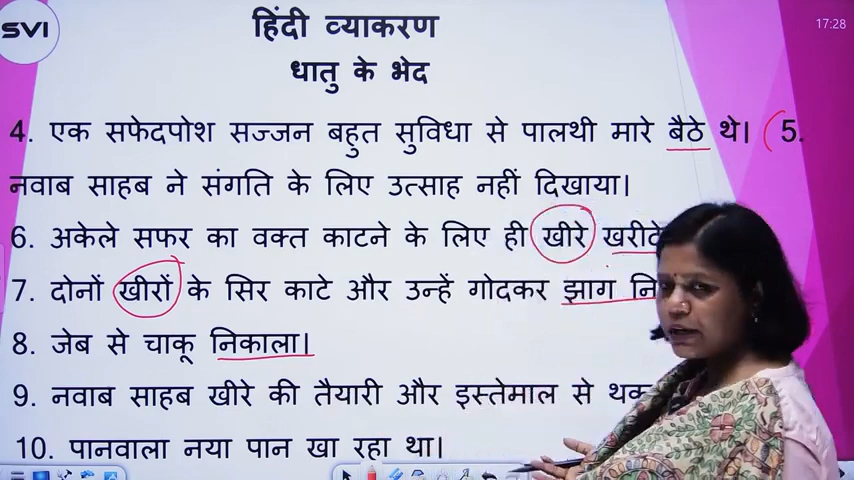 SVI
हिंदी व्याकरण
17:28
धातु के भेद
4. एक सफेदपोश सज्जन बहुत सुविधा से पालथी मारे बैठे थे। 5.
नवाब साहब ने संगति के लिए उत्साह नहीं दिखाया।
6. अकेले सफर का वक्त काटने के लिए ही खीरे
7. दोनों खीरों के सिर काटे और उन्हें गोदकर झाग
8. जेब से चाकू निकाला।
9. नवाब साहब खीरे की तैयारी और इस्तेमाल से
10. पानवाला नया पान खा रहा था।